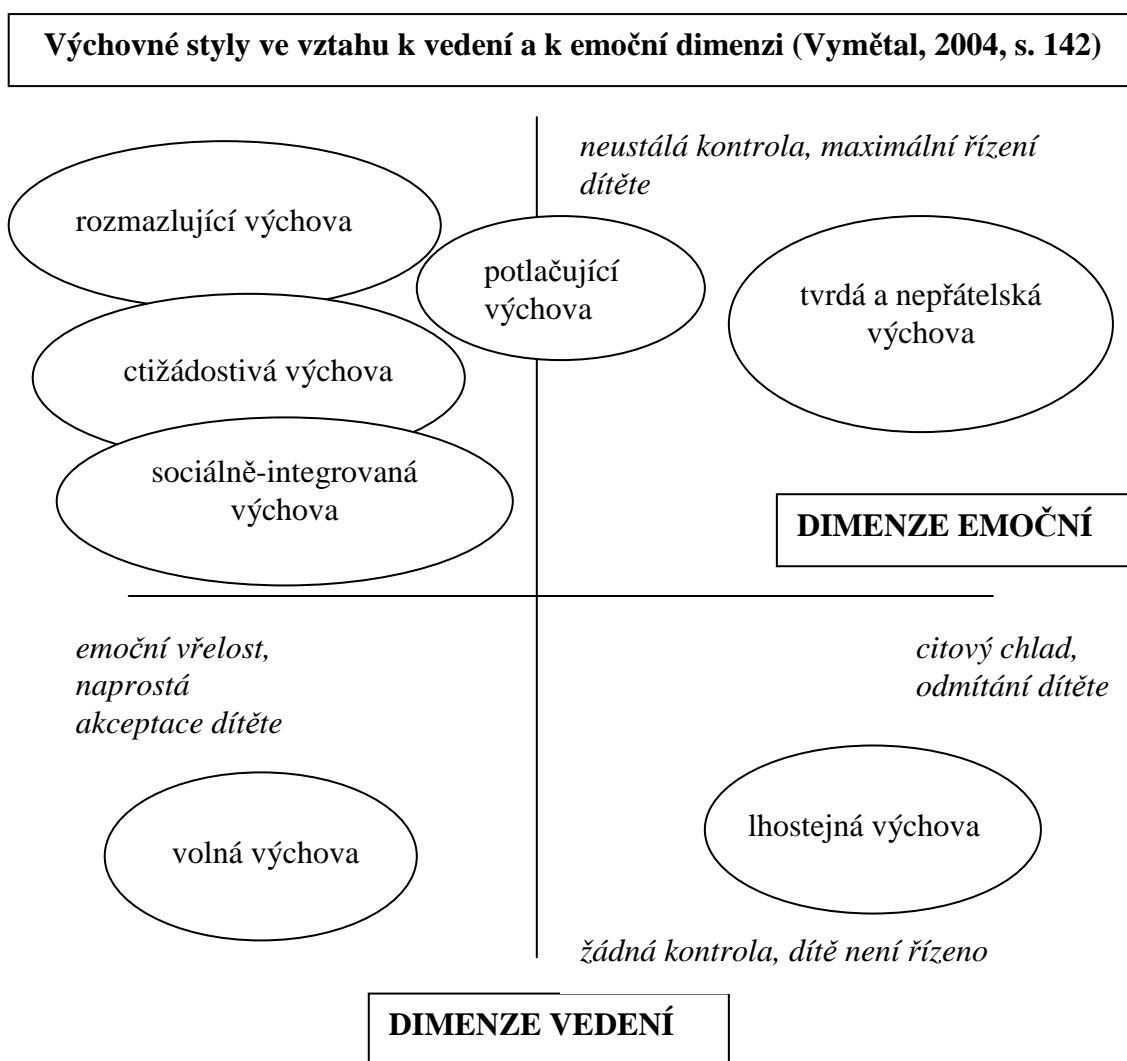 Výchovné styly ve vztahu k vedení a k emoční dimenzi (Vymětal, 2004, s. 142)
neustálá kontrola, maximální řízení
dítěte
rozmazlující výchova
potlačující
výchova
tvrdá a nepřátelská
výchova
ctižádostivá výchova
sociálně-integrovaná
výchova
DIMENZE EMOČNÍ
emoční vřelost,
naprostá
akceptace dítěte
citový chlad,
odmítání dítěte
volná výchova
lhostejná výchova
žádná kontrola, dítě není řízeno
DIMENZE VEDENÍ